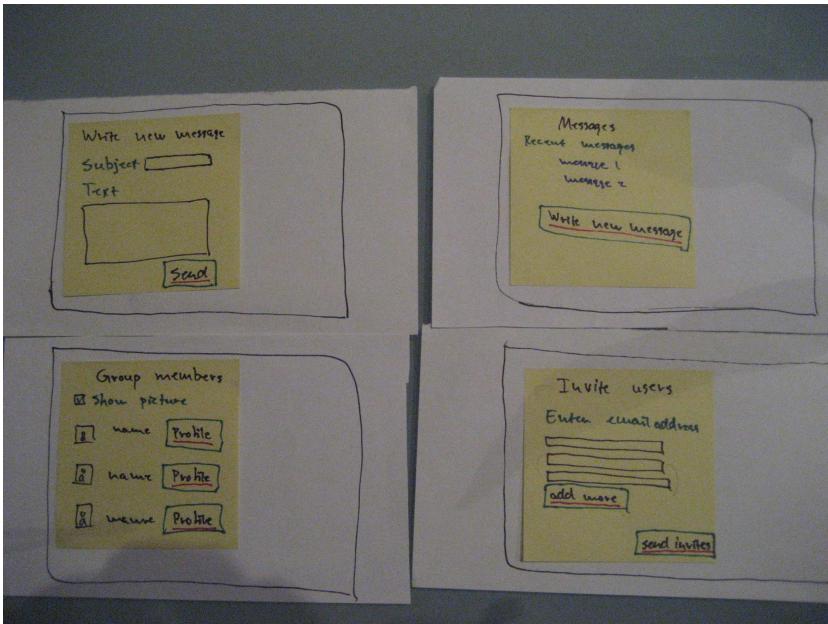 Write new message
Subject
Text
Send
Messages
Recent messages
message 1
message 2
Write new message
Group members
Show picture
name Profile
name Profile
name Profile
Invite users
Enter email address
add more
send invites